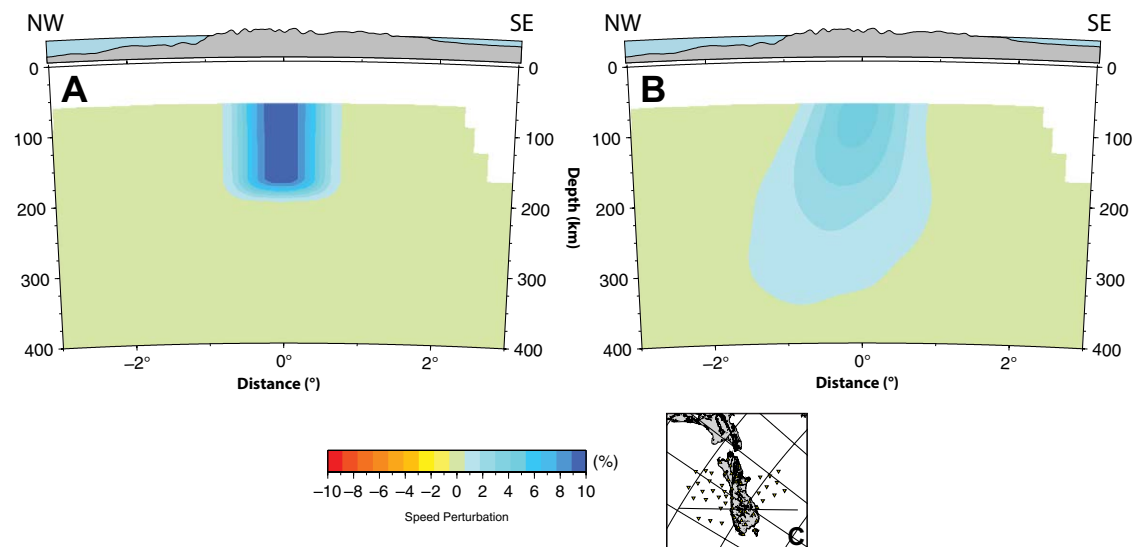 NW SE NW SE
0 0 0 0
A B
100 100 100 100
200 200 200 200
Depth (km)
300 300 300 300
400 400 400 400
−2° 0° 2° −2° 0° 2°
Distance (°) Distance (°)
(%)
−10 −8 −6 −4 −2 0 2 4 6 8 10
Speed Perturbation
C